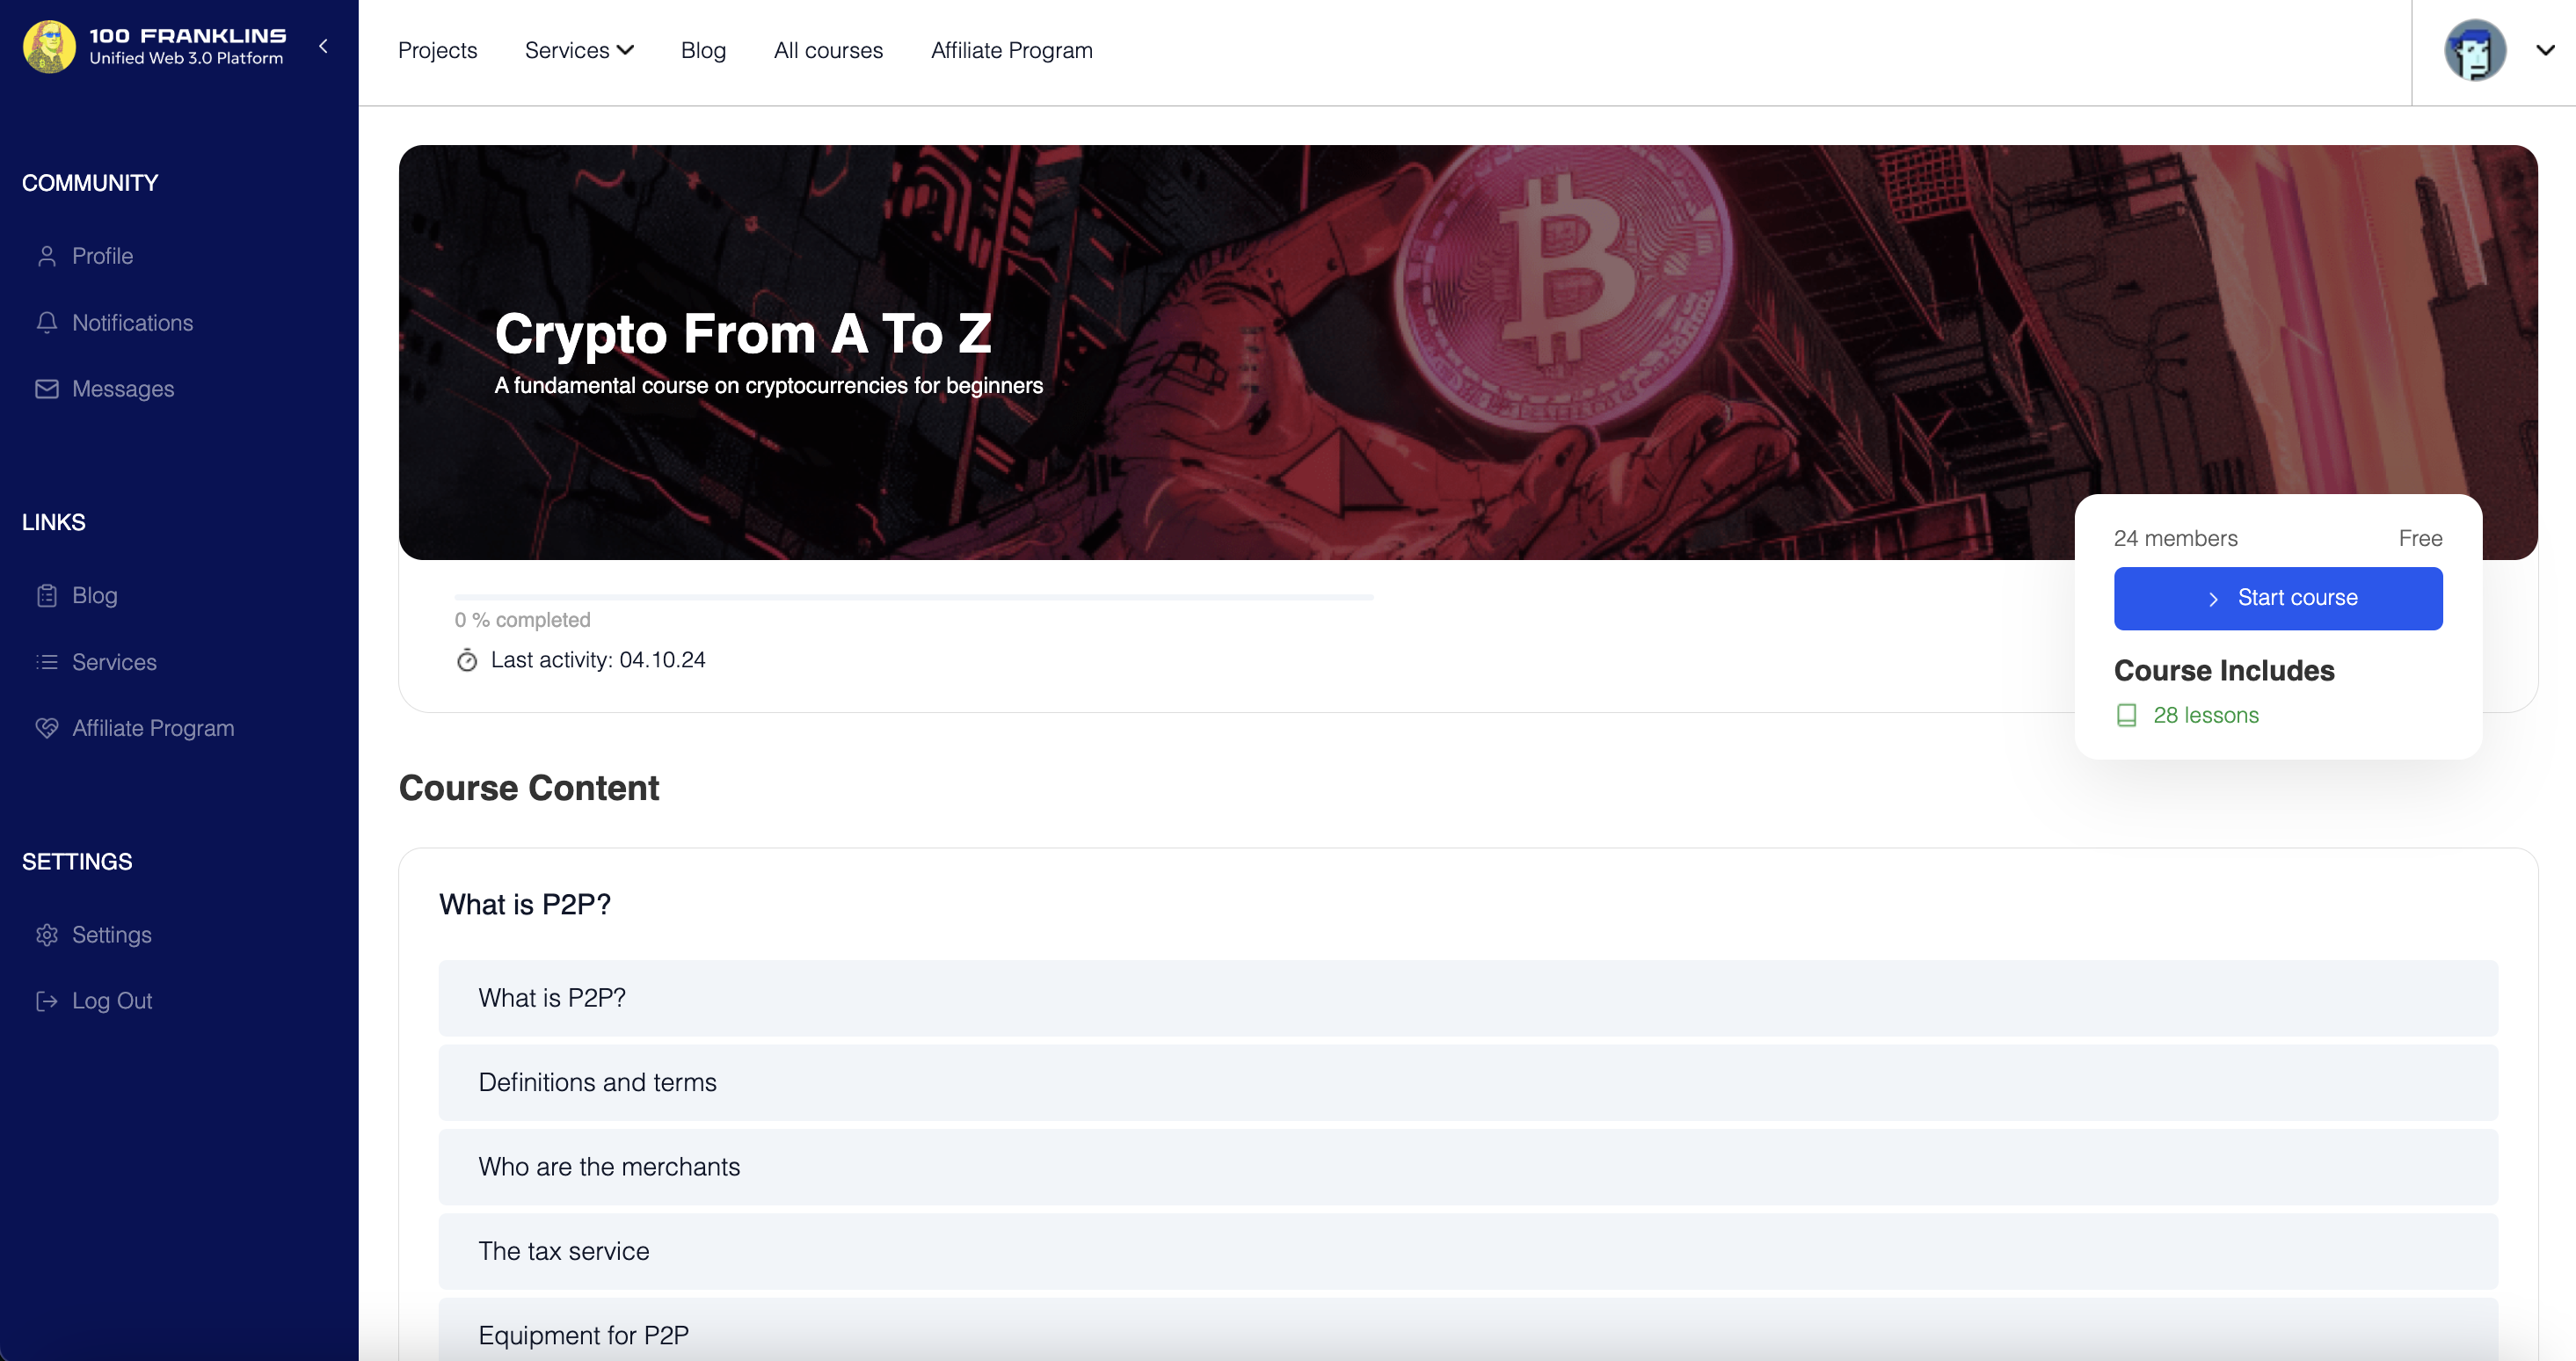 100 FRANKLINS
Unified Web 3.0 Platform
COMMUNITY
Profile
Notifications
Messages
LINKS
Blog
Services
Affiliate Program
SETTINGS
Settings
Log Out
Projects
Services
Blog
All courses
Affiliate Program
Crypto From A To Z
A fundamental course on cryptocurrencies for beginners
24 members
Free
Start course
Course Includes
28 lessons
0 % completed
Last activity: 04.10.24
Course Content
What is P2P?
What is P2P?
Definitions and terms
Who are the merchants
The tax service
Equipment for P2P